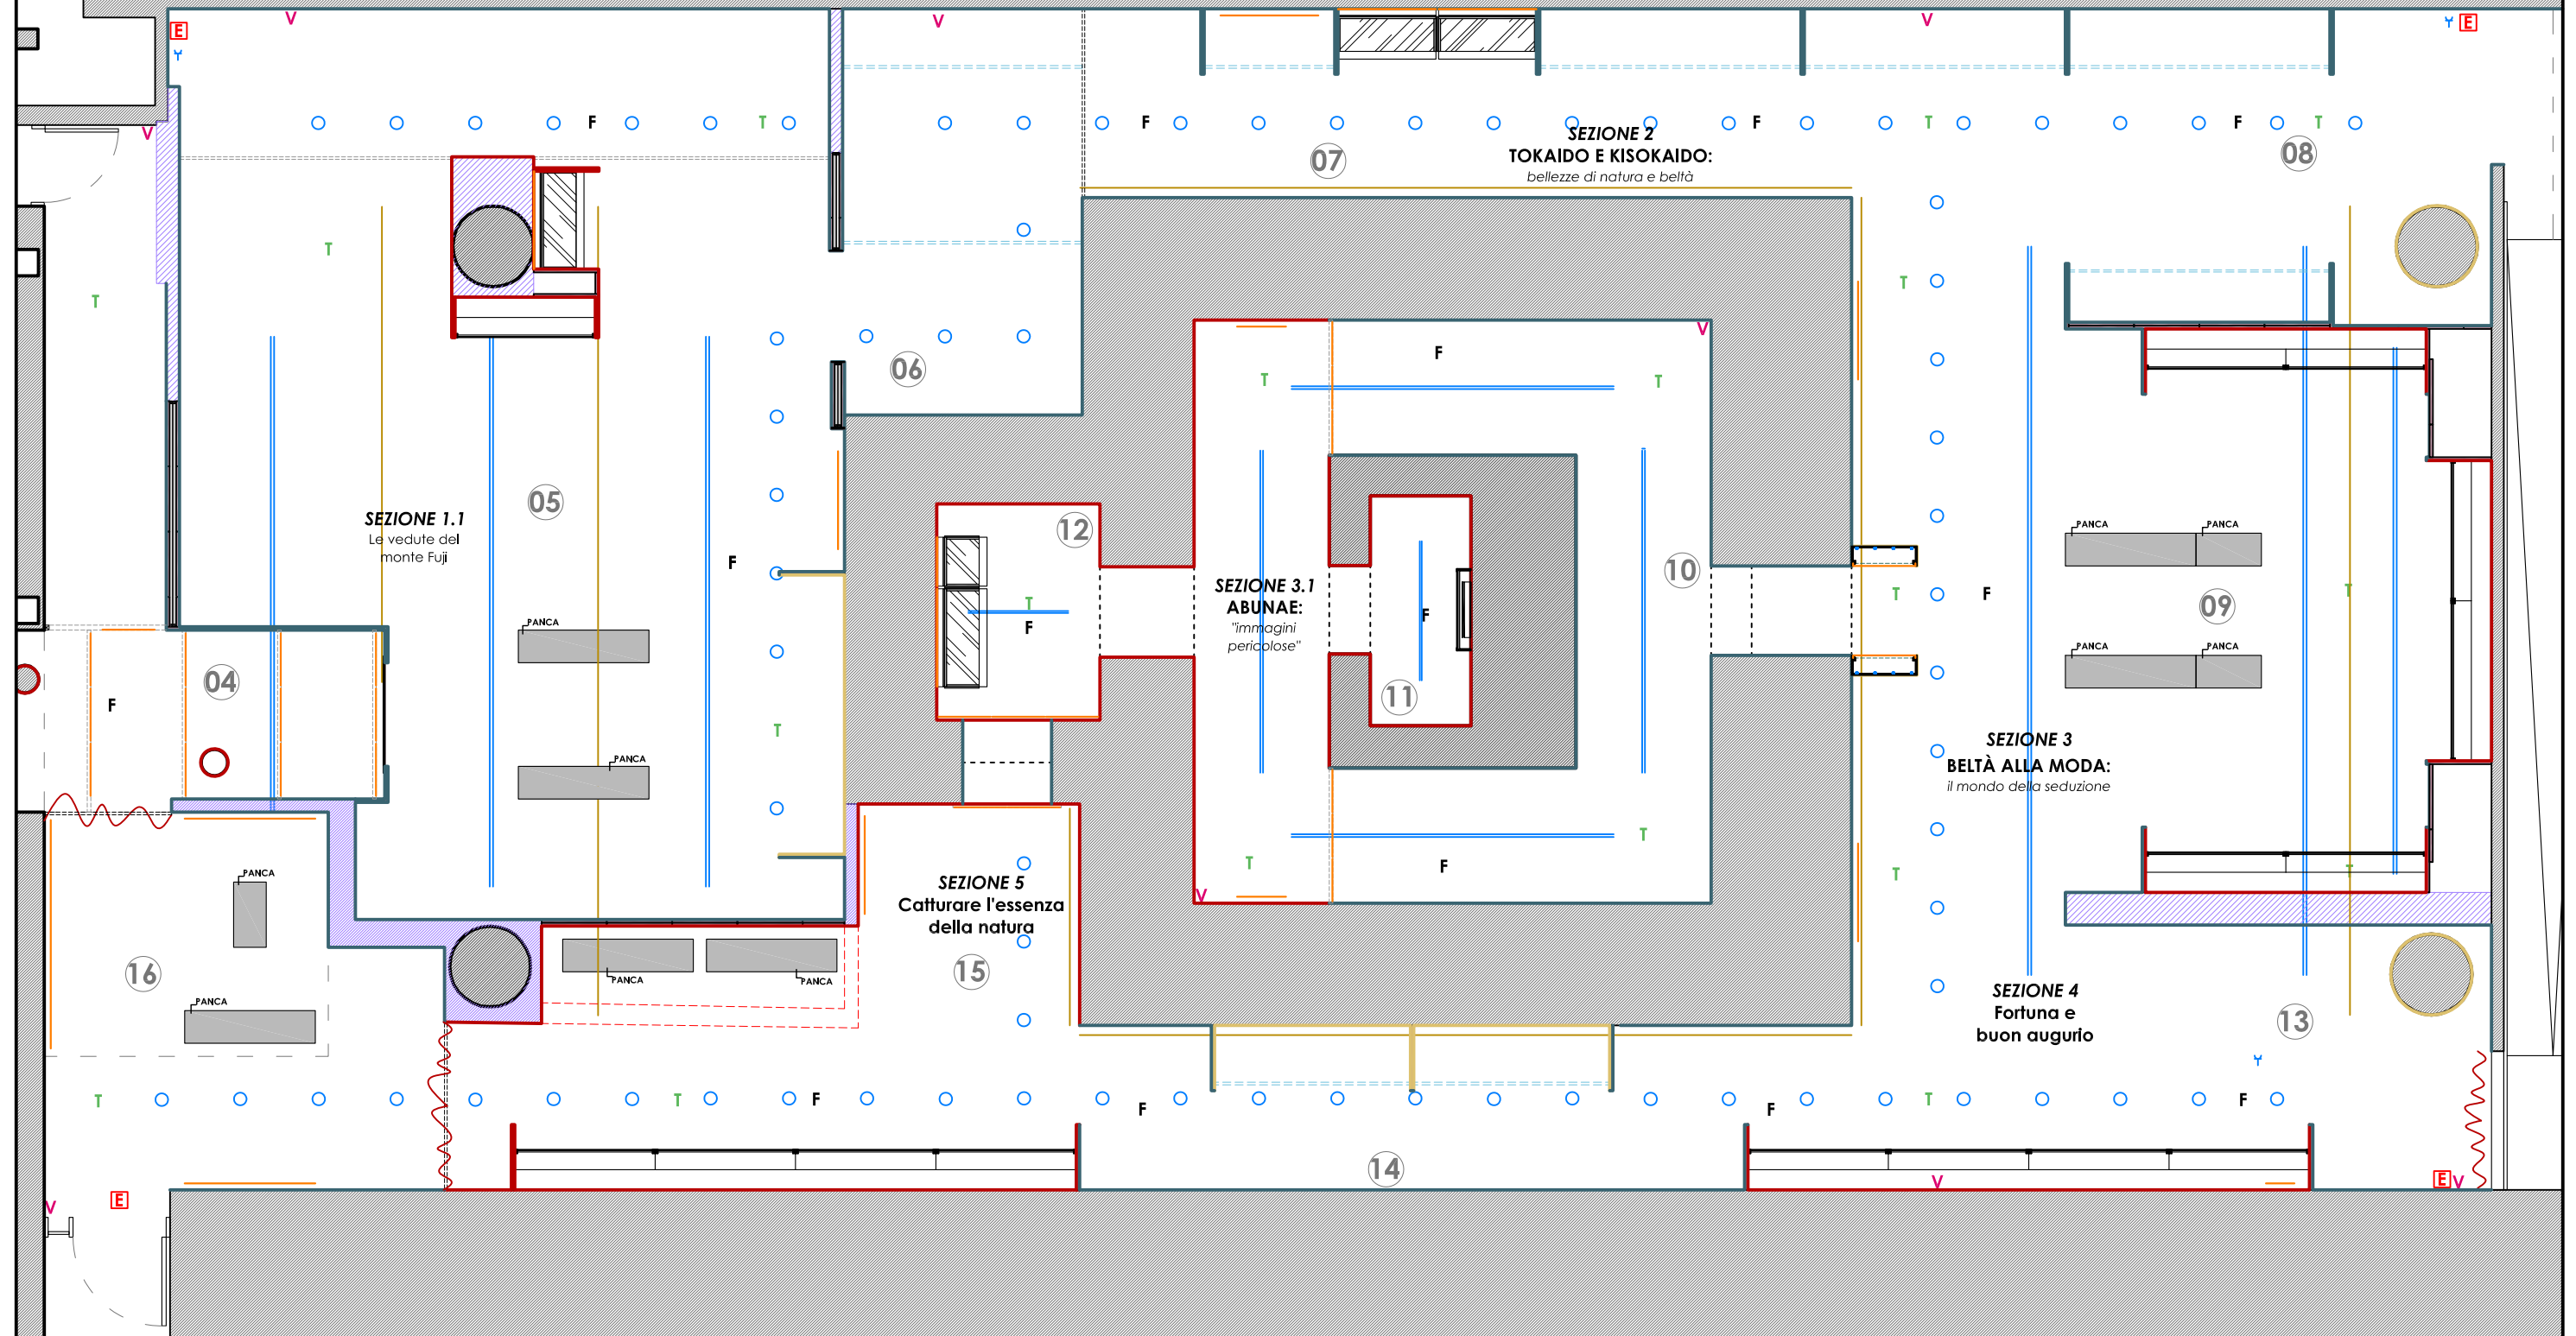 V
V
V
E
E
V
F
T
F
F
T
F
T
SEZIONE 2
TOKAIDO E KISOKAIDO:
bellezze di natura e beltà
07
08
T
T
T
V
F
06
T
T
05
SEZIONE 1.1
Le vedute del
monte Fuji
F
12
10
SEZIONE 3.1
ABUNAE:
"immagini
pericolose"
T
F
F
11
T
F
T
09
PANCA
PANCA
PANCA
PANCA
PANCA
PANCA
04
F
T
SEZIONE 3
BELTÀ ALLA MODA:
il mondo della seduzione
T
T
F
V
T
T
PANCA
PANCA
PANCA
PANCA
16
SEZIONE 5
Catturare l'essenza
della natura
15
SEZIONE 4
Fortuna e
buon augurio
13
T
T
F
F
F
T
F
14
V
E
V
E
V